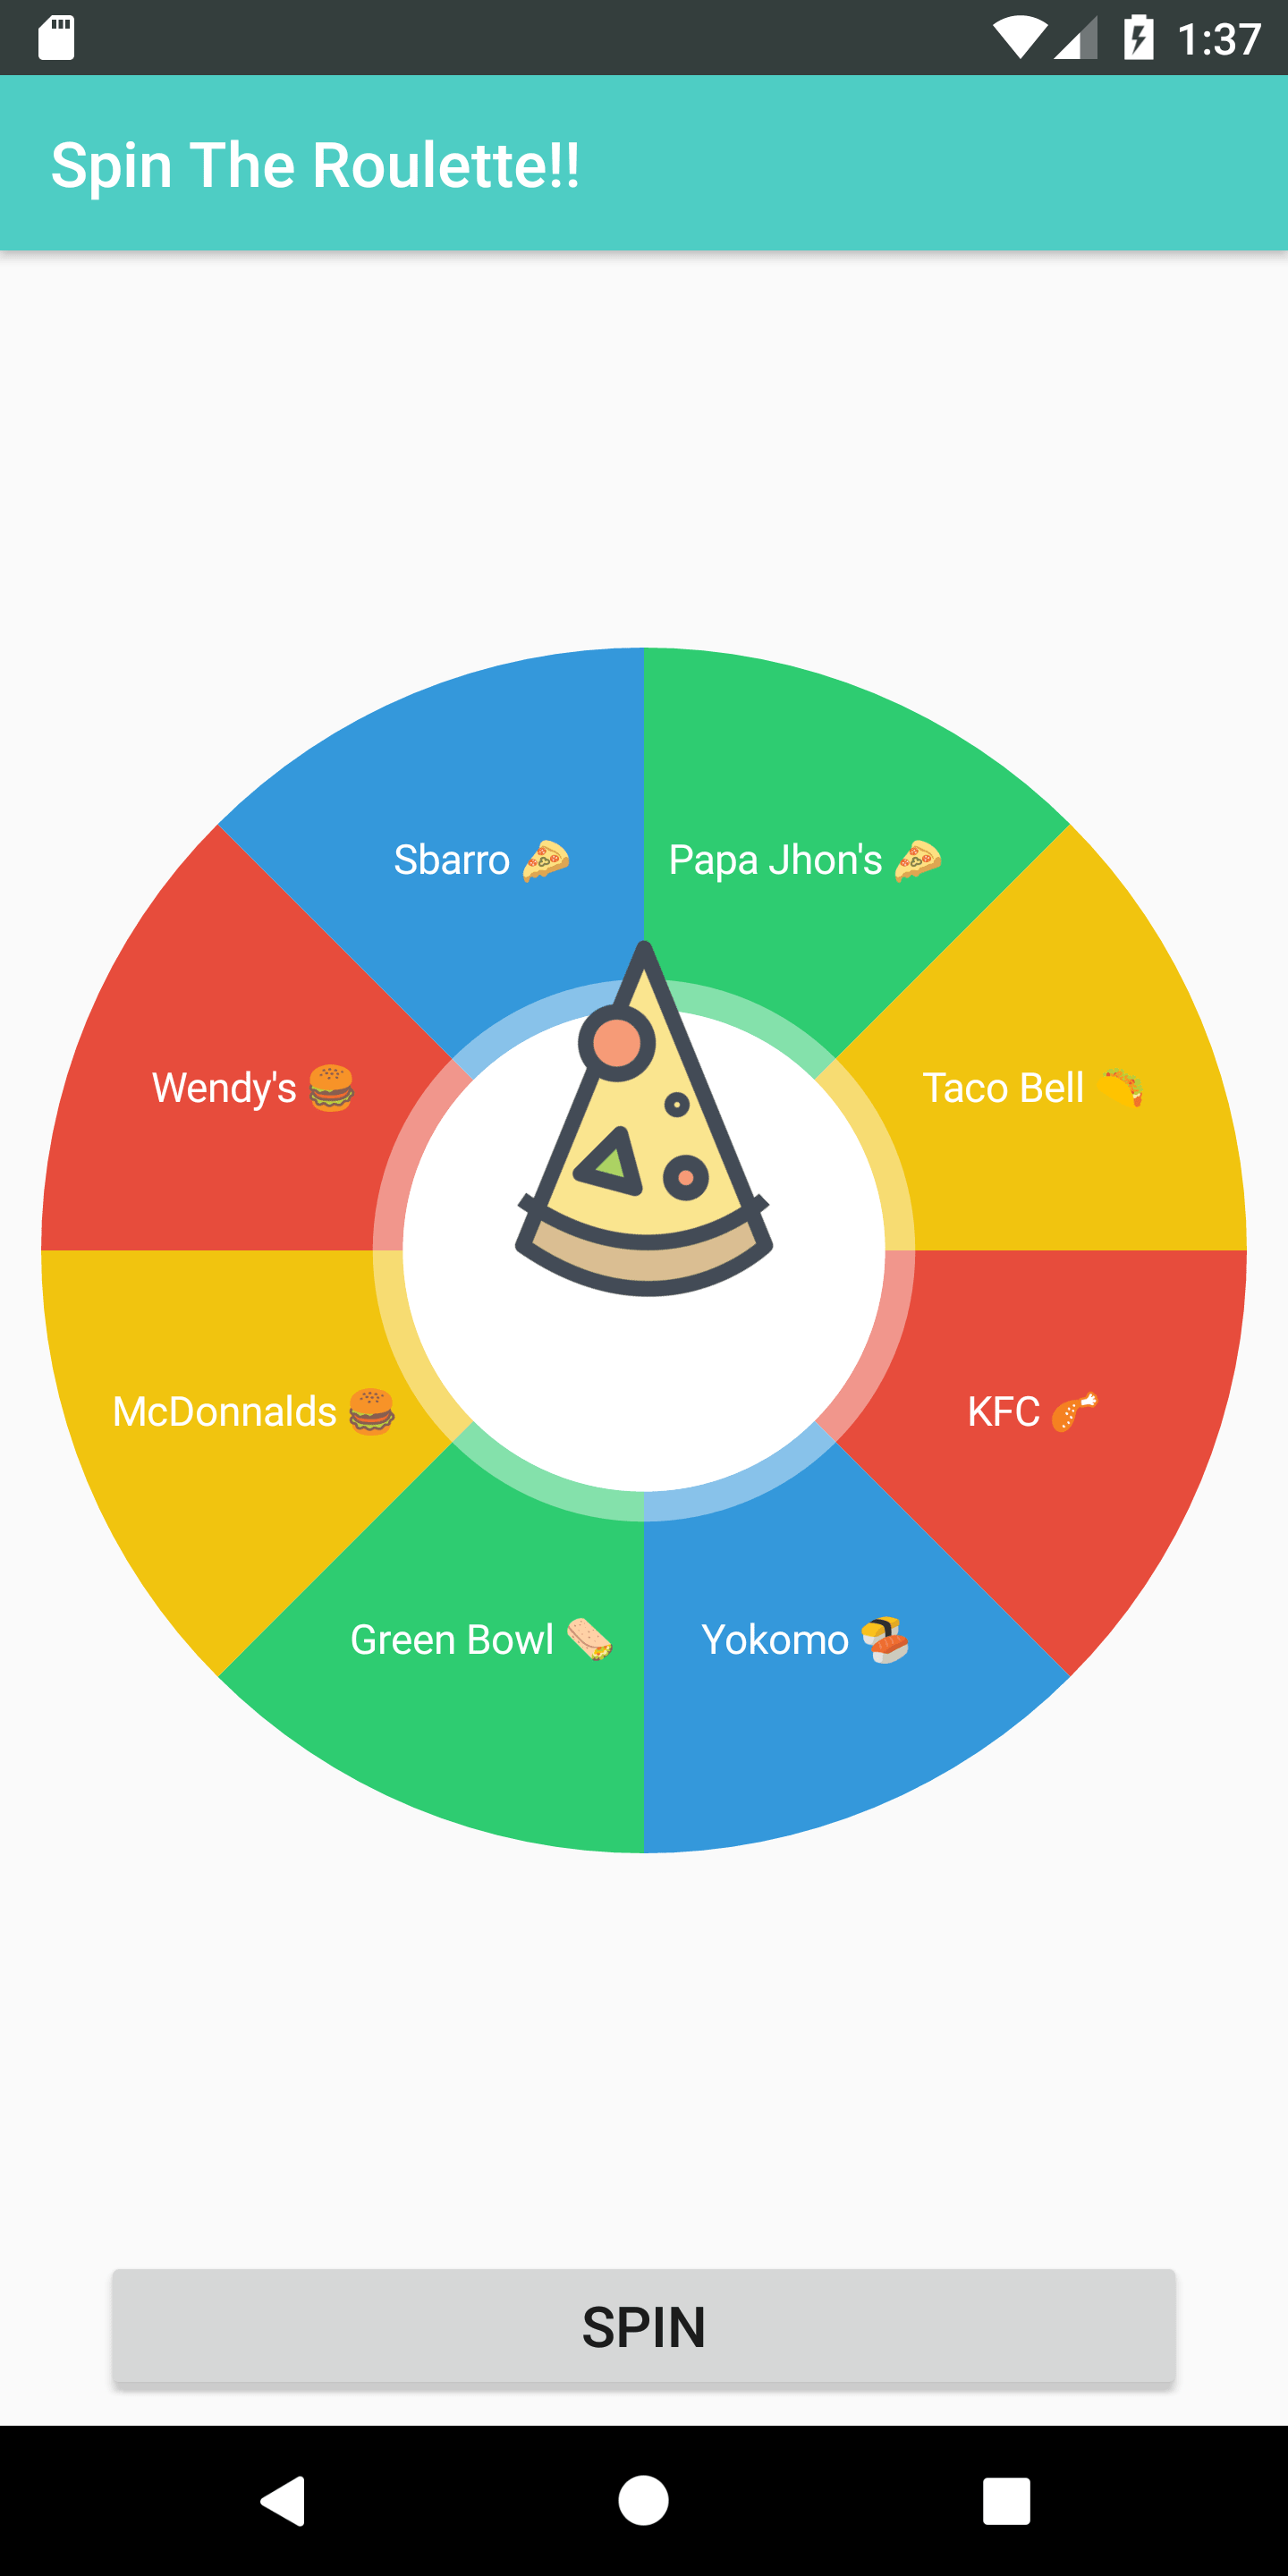 1:37
Spin The Roulette!!
Sbarro 🍕
Papa Jhon's 🍕
Wendy's 🍔
Taco Bell 🌮
McDonnalds 🍔
KFC 🍗
Green Bowl 🌯
Yokomo 🍣
SPIN